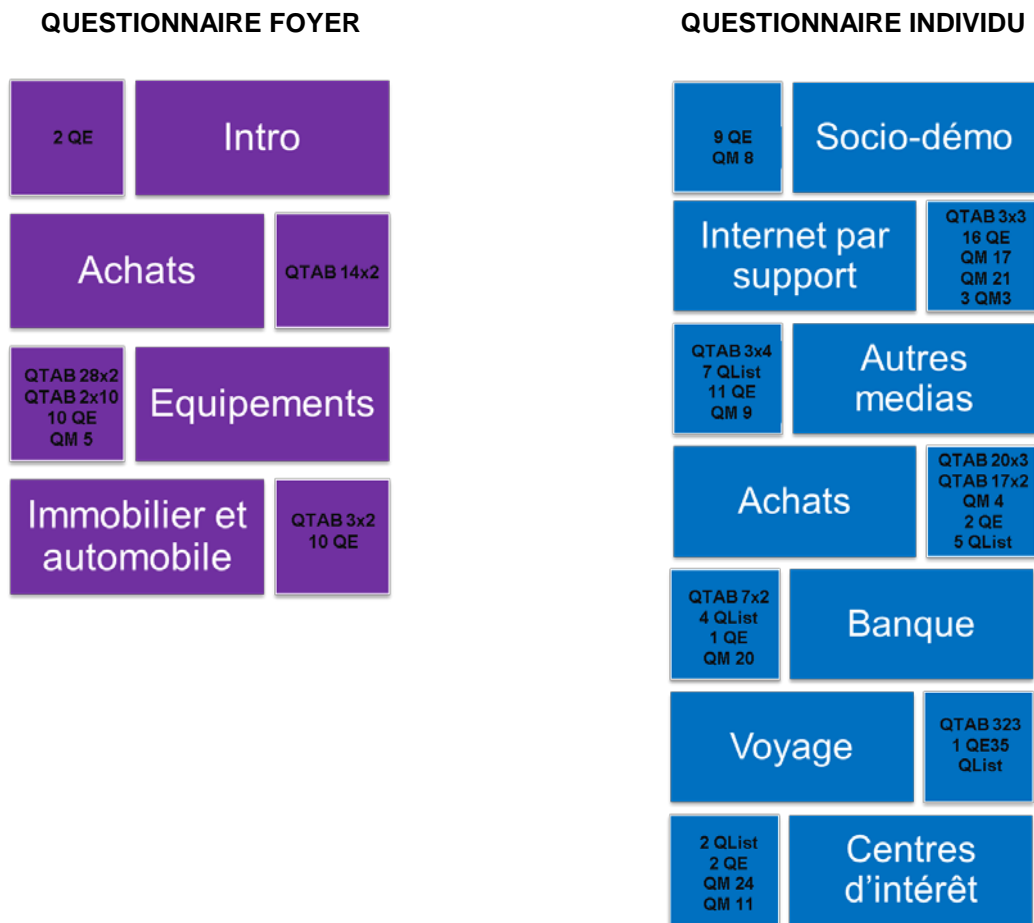 QUESTIONNAIRE FOYER
2 QE
Intro
Achats
QTAB 14x2
QTAB 28x2
QTAB 2x10
10 QE
QM 5
Equipements
Immobilier et
automobile
QTAB 3x2
10 QE
QUESTIONNAIRE INDIVIDU
9 QE
QM 8
Socio-démo
Internet par
support
QTAB 3x3
16 QE
QM 17
QM 21
3 QM3
QTAB 3x4
7 QList
11 QE
QM 9
Autres
medias
Achats
QTAB 20x3
QTAB 17x2
QM 4
2 QE
5 QList
QTAB 7x2
4 QList
1 QE
QM 20
Banque
Voyage
QTAB 323
1 QE35
QList
2 QList
2 QE
QM 24
QM 11
Centres
d'intérêt